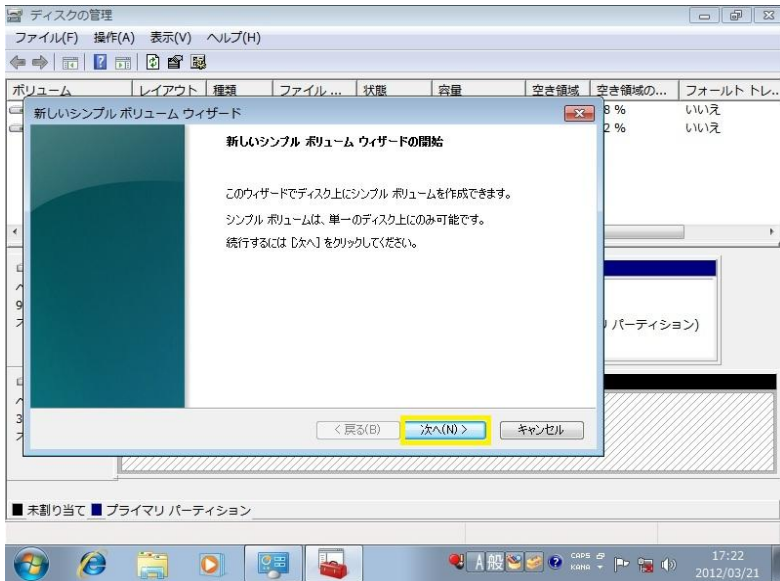 ディスクの管理
ファイル(F) 操作(A) 表示(V) ヘルプ(H)
ボリューム レイアウト 種類 ファイル ... 状態 容量 空き領域 空き領域の... フォールト トレ..
8 % いいえ
2 % いいえ
新しいシンプル ボリューム ウィザード
新しいシンプル ボリューム ウィザードの開始
このウィザードでディスク上にシンプル ボリュームを作成できます。
シンプル ボリュームは、単一のディスク上にのみ可能です。
続行するには [次へ] をクリックしてください。
パーティション)
< 戻る(B) 次へ(N) > キャンセル
9
3
未割り当て プライマリ パーティション
A 般 CAPS KANA
17:22
2012/03/21